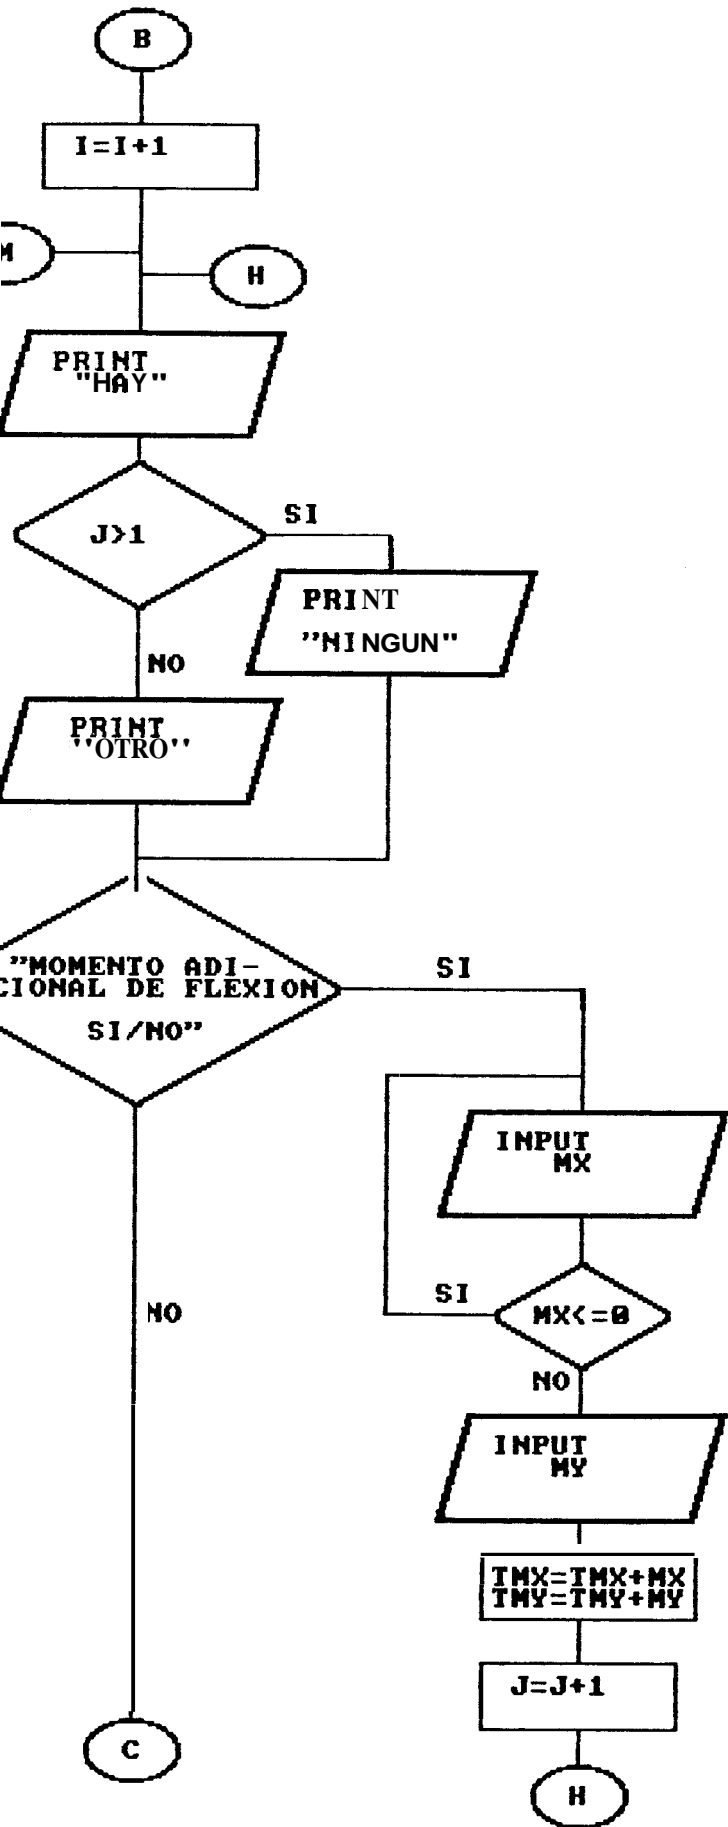 B
I=I+1
M
H
PRINT
"HAY"
J>1
SI
PRINT
"NINGUN"
NO
PRINT
"OTRO"
"MOMENTO ADI-
CIONAL DE FLEXION
SI/NO"
SI
INPUT
MX
SI
MX<=0
NO
NO
INPUT
MY
TMX=TMX+MX
TMY=TMY+MY
J=J+1
C
H